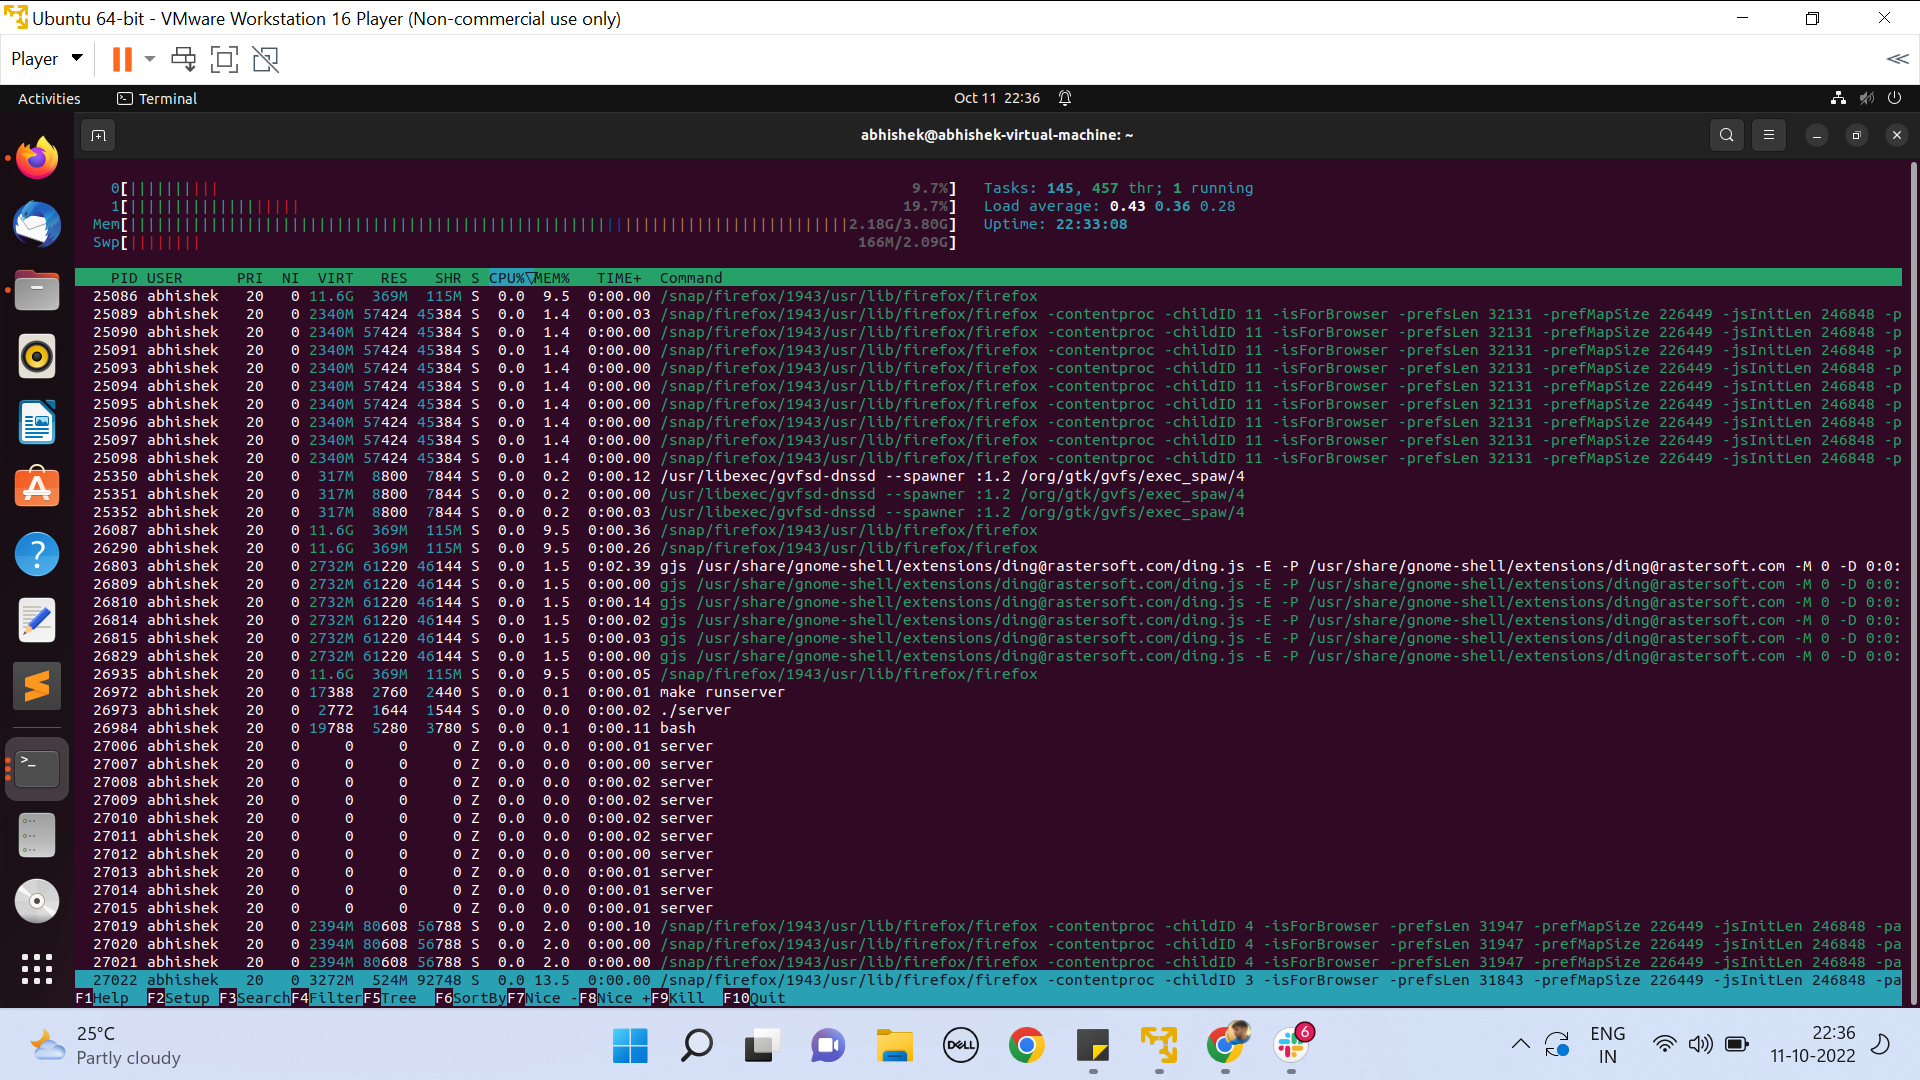 Ubuntu 64-bit - VMware Workstation 16 Player (Non-commercial use only)
Player
Activities Terminal Oct 11 22:36
abhishek@abhishek-virtual-machine: ~
0[||||||||||| 9.7%] Tasks: 145, 457 thr; 1 running
1[||||||||||||||||||| 19.7%] Load average: 0.43 0.36 0.28
Mem[ 2.18G/3.80G] Uptime: 22:33:08
Swp[|||||||| 166M/2.09G]
PID USER PRI NI VIRT RES SHR S CPU%▽MEM% TIME+ Command
25086 abhishek 20 0 11.6G 369M 115M S 0.0 9.5 0:00.00 /snap/firefox/1943/usr/lib/firefox/firefox
25089 abhishek 20 0 2340M 57424 45384 S 0.0 1.4 0:00.03 /snap/firefox/1943/usr/lib/firefox/firefox -contentproc -childID 11 -isForBrowser -prefsLen 32131 -prefMapSize 226449 -jsInitLen 246848 -p
25090 abhishek 20 0 2340M 57424 45384 S 0.0 1.4 0:00.00 /snap/firefox/1943/usr/lib/firefox/firefox -contentproc -childID 11 -isForBrowser -prefsLen 32131 -prefMapSize 226449 -jsInitLen 246848 -p
25091 abhishek 20 0 2340M 57424 45384 S 0.0 1.4 0:00.00 /snap/firefox/1943/usr/lib/firefox/firefox -contentproc -childID 11 -isForBrowser -prefsLen 32131 -prefMapSize 226449 -jsInitLen 246848 -p
25093 abhishek 20 0 2340M 57424 45384 S 0.0 1.4 0:00.00 /snap/firefox/1943/usr/lib/firefox/firefox -contentproc -childID 11 -isForBrowser -prefsLen 32131 -prefMapSize 226449 -jsInitLen 246848 -p
25094 abhishek 20 0 2340M 57424 45384 S 0.0 1.4 0:00.00 /snap/firefox/1943/usr/lib/firefox/firefox -contentproc -childID 11 -isForBrowser -prefsLen 32131 -prefMapSize 226449 -jsInitLen 246848 -p
25095 abhishek 20 0 2340M 57424 45384 S 0.0 1.4 0:00.00 /snap/firefox/1943/usr/lib/firefox/firefox -contentproc -childID 11 -isForBrowser -prefsLen 32131 -prefMapSize 226449 -jsInitLen 246848 -p
25096 abhishek 20 0 2340M 57424 45384 S 0.0 1.4 0:00.00 /snap/firefox/1943/usr/lib/firefox/firefox -contentproc -childID 11 -isForBrowser -prefsLen 32131 -prefMapSize 226449 -jsInitLen 246848 -p
25097 abhishek 20 0 2340M 57424 45384 S 0.0 1.4 0:00.00 /snap/firefox/1943/usr/lib/firefox/firefox -contentproc -childID 11 -isForBrowser -prefsLen 32131 -prefMapSize 226449 -jsInitLen 246848 -p
25098 abhishek 20 0 2340M 57424 45384 S 0.0 1.4 0:00.00 /snap/firefox/1943/usr/lib/firefox/firefox -contentproc -childID 11 -isForBrowser -prefsLen 32131 -prefMapSize 226449 -jsInitLen 246848 -p
25350 abhishek 20 0 317M 8800 7844 S 0.0 0.2 0:00.12 /usr/libexec/gvfsd-dnssd --spawner :1.2 /org/gtk/gvfs/exec_spaw/4
25351 abhishek 20 0 317M 8800 7844 S 0.0 0.2 0:00.00 /usr/libexec/gvfsd-dnssd --spawner :1.2 /org/gtk/gvfs/exec_spaw/4
25352 abhishek 20 0 317M 8800 7844 S 0.0 0.2 0:00.03 /usr/libexec/gvfsd-dnssd --spawner :1.2 /org/gtk/gvfs/exec_spaw/4
26087 abhishek 20 0 11.6G 369M 115M S 0.0 9.5 0:00.36 /snap/firefox/1943/usr/lib/firefox/firefox
26290 abhishek 20 0 11.6G 369M 115M S 0.0 9.5 0:00.26 /snap/firefox/1943/usr/lib/firefox/firefox
26803 abhishek 20 0 2732M 61220 46144 S 0.0 1.5 0:02.39 gjs /usr/share/gnome-shell/extensions/ding@rastersoft.com/ding.js -E -P /usr/share/gnome-shell/extensions/ding@rastersoft.com -M 0 -D 0:0:
26809 abhishek 20 0 2732M 61220 46144 S 0.0 1.5 0:00.00 gjs /usr/share/gnome-shell/extensions/ding@rastersoft.com/ding.js -E -P /usr/share/gnome-shell/extensions/ding@rastersoft.com -M 0 -D 0:0:
26810 abhishek 20 0 2732M 61220 46144 S 0.0 1.5 0:00.14 gjs /usr/share/gnome-shell/extensions/ding@rastersoft.com/ding.js -E -P /usr/share/gnome-shell/extensions/ding@rastersoft.com -M 0 -D 0:0:
26814 abhishek 20 0 2732M 61220 46144 S 0.0 1.5 0:00.02 gjs /usr/share/gnome-shell/extensions/ding@rastersoft.com/ding.js -E -P /usr/share/gnome-shell/extensions/ding@rastersoft.com -M 0 -D 0:0:
26815 abhishek 20 0 2732M 61220 46144 S 0.0 1.5 0:00.03 gjs /usr/share/gnome-shell/extensions/ding@rastersoft.com/ding.js -E -P /usr/share/gnome-shell/extensions/ding@rastersoft.com -M 0 -D 0:0:
26829 abhishek 20 0 2732M 61220 46144 S 0.0 1.5 0:00.00 gjs /usr/share/gnome-shell/extensions/ding@rastersoft.com/ding.js -E -P /usr/share/gnome-shell/extensions/ding@rastersoft.com -M 0 -D 0:0:
26935 abhishek 20 0 11.6G 369M 115M S 0.0 9.5 0:00.05 /snap/firefox/1943/usr/lib/firefox/firefox
26972 abhishek 20 0 17388 2760 2440 S 0.0 0.1 0:00.01 make runserver
26973 abhishek 20 0 2772 1644 1544 S 0.0 0.0 0:00.02 ./server
26984 abhishek 20 0 19788 5280 3780 S 0.0 0.1 0:00.11 bash
27006 abhishek 20 0 0 0 0 Z 0.0 0.0 0:00.01 server
27007 abhishek 20 0 0 0 0 Z 0.0 0.0 0:00.00 server
27008 abhishek 20 0 0 0 0 Z 0.0 0.0 0:00.02 server
27009 abhishek 20 0 0 0 0 Z 0.0 0.0 0:00.02 server
27010 abhishek 20 0 0 0 0 Z 0.0 0.0 0:00.02 server
27011 abhishek 20 0 0 0 0 Z 0.0 0.0 0:00.02 server
27012 abhishek 20 0 0 0 0 Z 0.0 0.0 0:00.00 server
27013 abhishek 20 0 0 0 0 Z 0.0 0.0 0:00.01 server
27014 abhishek 20 0 0 0 0 Z 0.0 0.0 0:00.01 server
27015 abhishek 20 0 0 0 0 Z 0.0 0.0 0:00.01 server
27019 abhishek 20 0 2394M 80608 56788 S 0.0 2.0 0:00.10 /snap/firefox/1943/usr/lib/firefox/firefox -contentproc -childID 4 -isForBrowser -prefsLen 31947 -prefMapSize 226449 -jsInitLen 246848 -pa
27020 abhishek 20 0 2394M 80608 56788 S 0.0 2.0 0:00.00 /snap/firefox/1943/usr/lib/firefox/firefox -contentproc -childID 4 -isForBrowser -prefsLen 31947 -prefMapSize 226449 -jsInitLen 246848 -pa
27021 abhishek 20 0 2394M 80608 56788 S 0.0 2.0 0:00.00 /snap/firefox/1943/usr/lib/firefox/firefox -contentproc -childID 4 -isForBrowser -prefsLen 31947 -prefMapSize 226449 -jsInitLen 246848 -pa
27022 abhishek 20 0 3272M 524M 92748 S 0.0 13.5 0:00.00 /snap/firefox/1943/usr/lib/firefox/firefox -contentproc -childID 3 -isForBrowser -prefsLen 31843 -prefMapSize 226449 -jsInitLen 246848 -pa
F1Help F2Setup F3SearchF4FilterF5Tree F6SortByF7Nice -F8Nice +F9Kill F10Quit
25°C
Partly cloudy
DELL
6
ENG
IN
22:36
11-10-2022